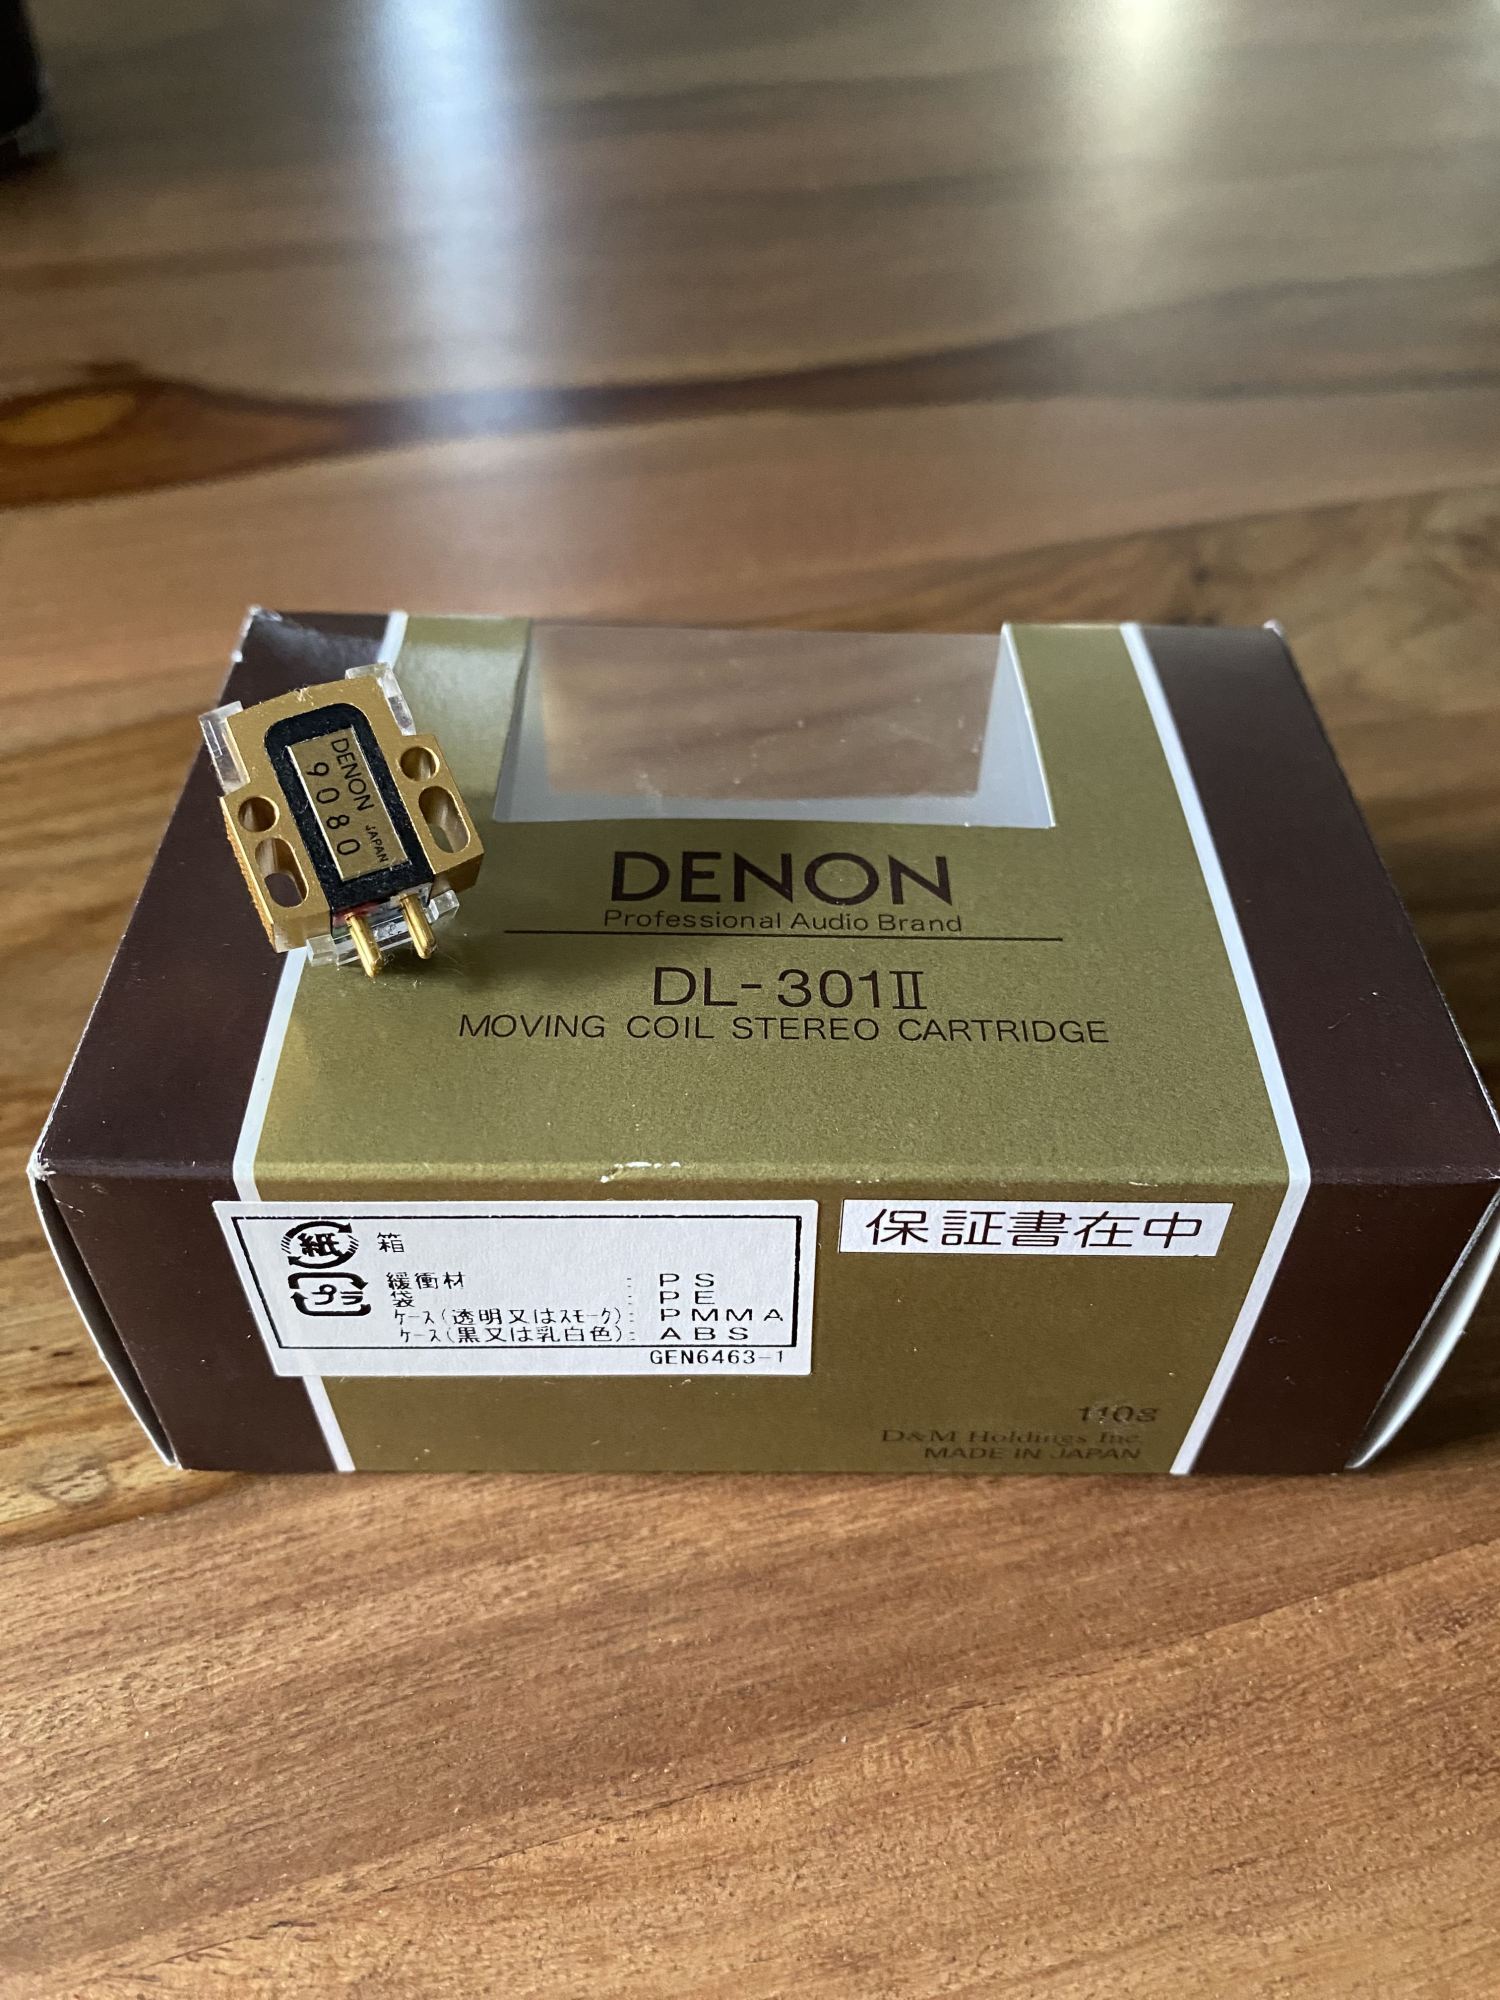 DENON JAPAN
9080
DENON
Professional Audio Brand
DL-301II
MOVING COIL STEREO CARTRIDGE
紙 箱
プラ
緩衝材 : PS
袋 : PE
ケース(透明又はスモーク): PMMA
ケース(黒又は乳白色): ABS
GEN6463-1
保証書在中
110g
D&M Holdings Inc.
MADE IN JAPAN